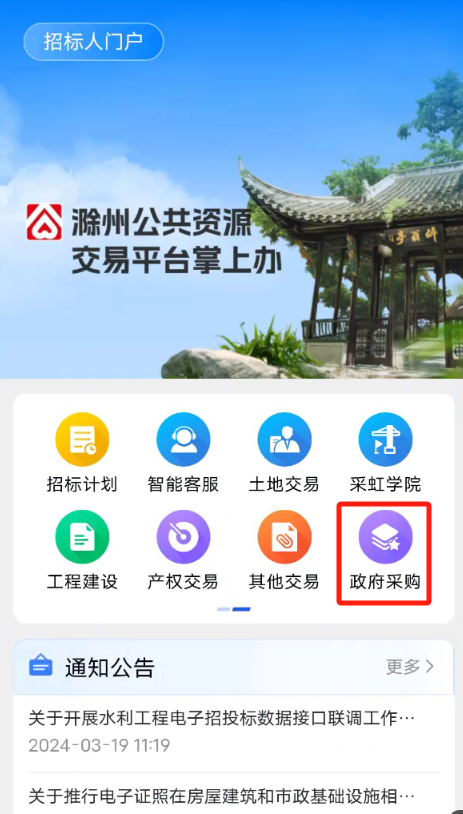 招标人门户
滁州公共资源
交易平台掌上办
招标计划
智能客服
土地交易
采虹学院
工程建设
产权交易
其他交易
政府采购
通知公告
更多
关于开展水利工程电子招投标数据接口联调工作…
2024-03-19 11:19
关于推行电子证照在房屋建筑和市政基础设施相…